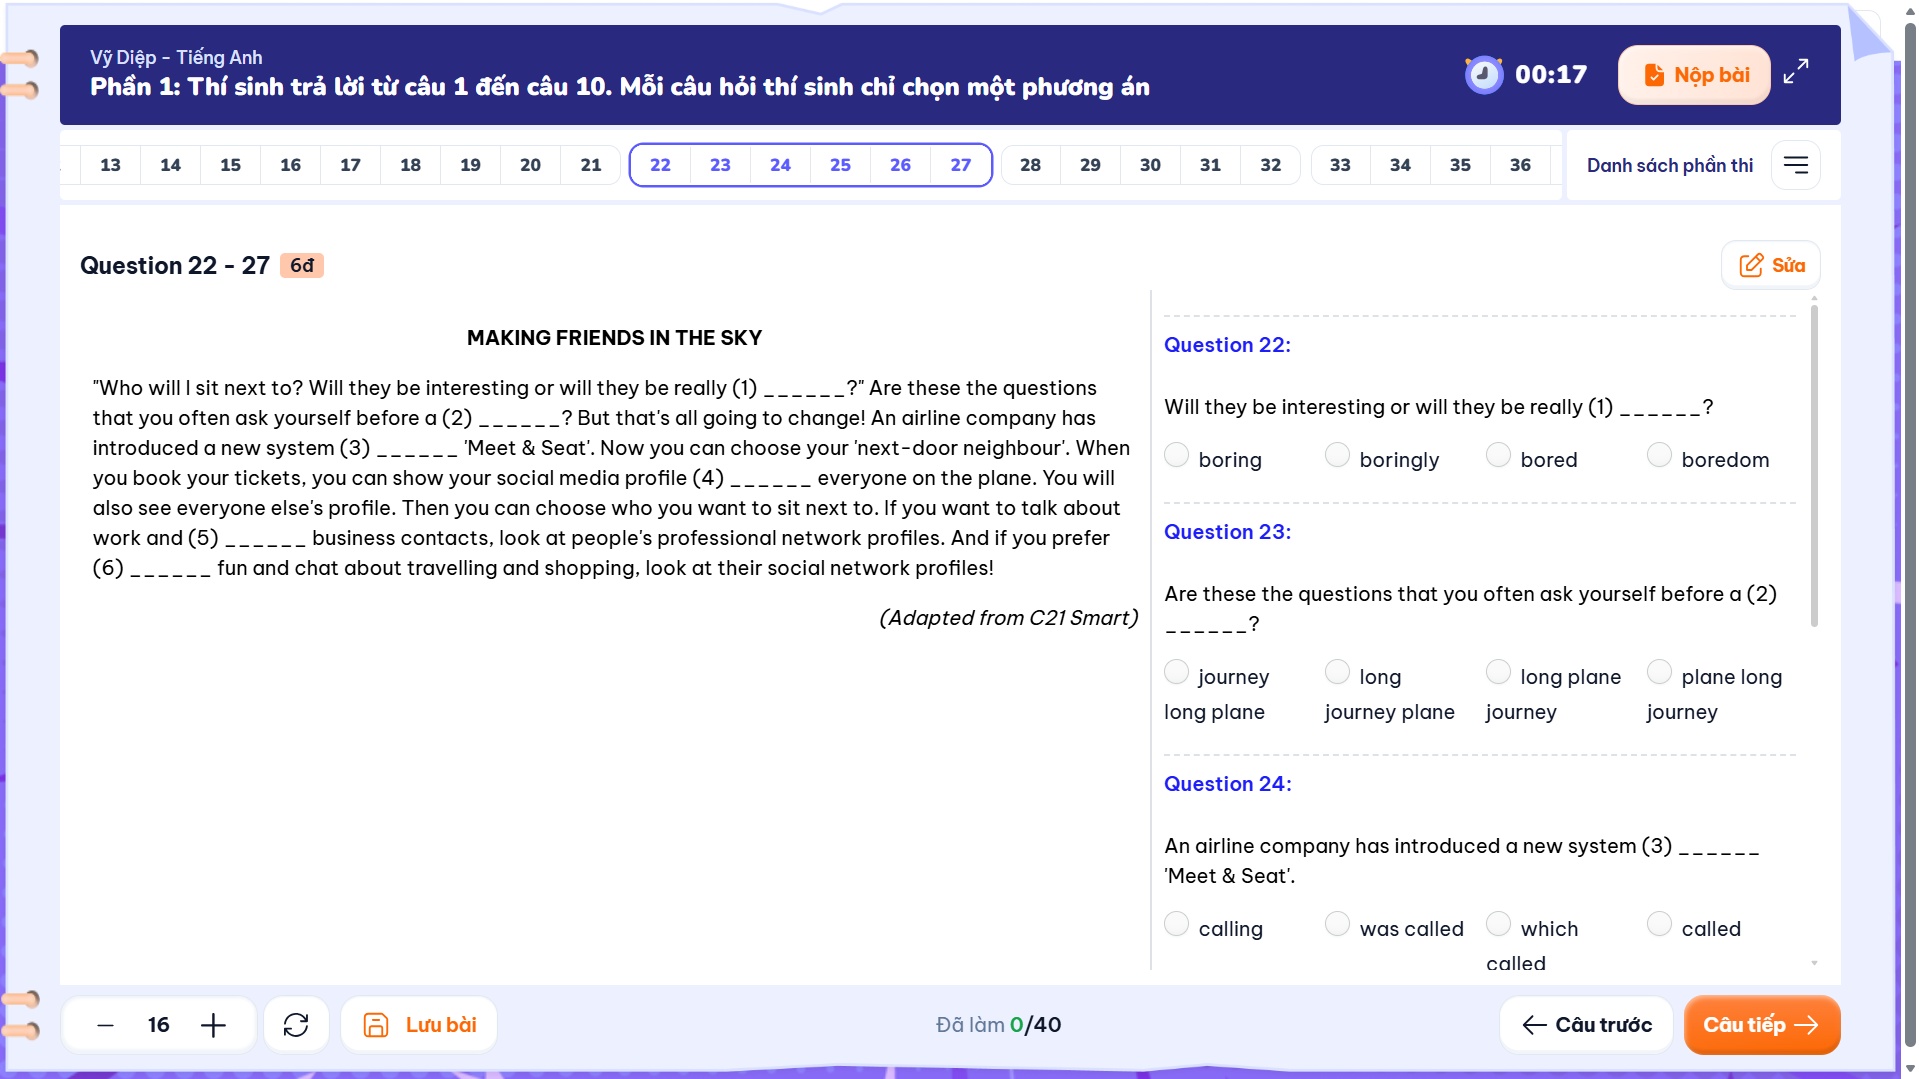 Vỹ Diệp - Tiếng Anh
Phần 1: Thí sinh trả lời từ câu 1 đến câu 10. Mỗi câu hỏi thí sinh chỉ chọn một phương án
00:17
Nộp bài
13 14 15 16 17 18 19 20 21 22 23 24 25 26 27 28 29 30 31 32 33 34 35 36
Danh sách phần thi
Question 22 - 27 6đ
Sửa
MAKING FRIENDS IN THE SKY
"Who will I sit next to? Will they be interesting or will they be really (1) ______?" Are these the questions
that you often ask yourself before a (2) ______? But that's all going to change! An airline company has
introduced a new system (3) ______ 'Meet & Seat'. Now you can choose your 'next-door neighbour'. When
you book your tickets, you can show your social media profile (4) ______ everyone on the plane. You will
also see everyone else's profile. Then you can choose who you want to sit next to. If you want to talk about
work and (5) ______ business contacts, look at people's professional network profiles. And if you prefer
(6) ______ fun and chat about travelling and shopping, look at their social network profiles!
(Adapted from C21 Smart)
Question 22:
Will they be interesting or will they be really (1) ______?
boring boringly bored boredom
Question 23:
Are these the questions that you often ask yourself before a (2)
______?
journey long long plane plane long
long plane journey plane journey journey
Question 24:
An airline company has introduced a new system (3) ______
'Meet & Seat'.
calling was called which called
called
16
Lưu bài
Đã làm 0/40
Câu trước
Câu tiếp